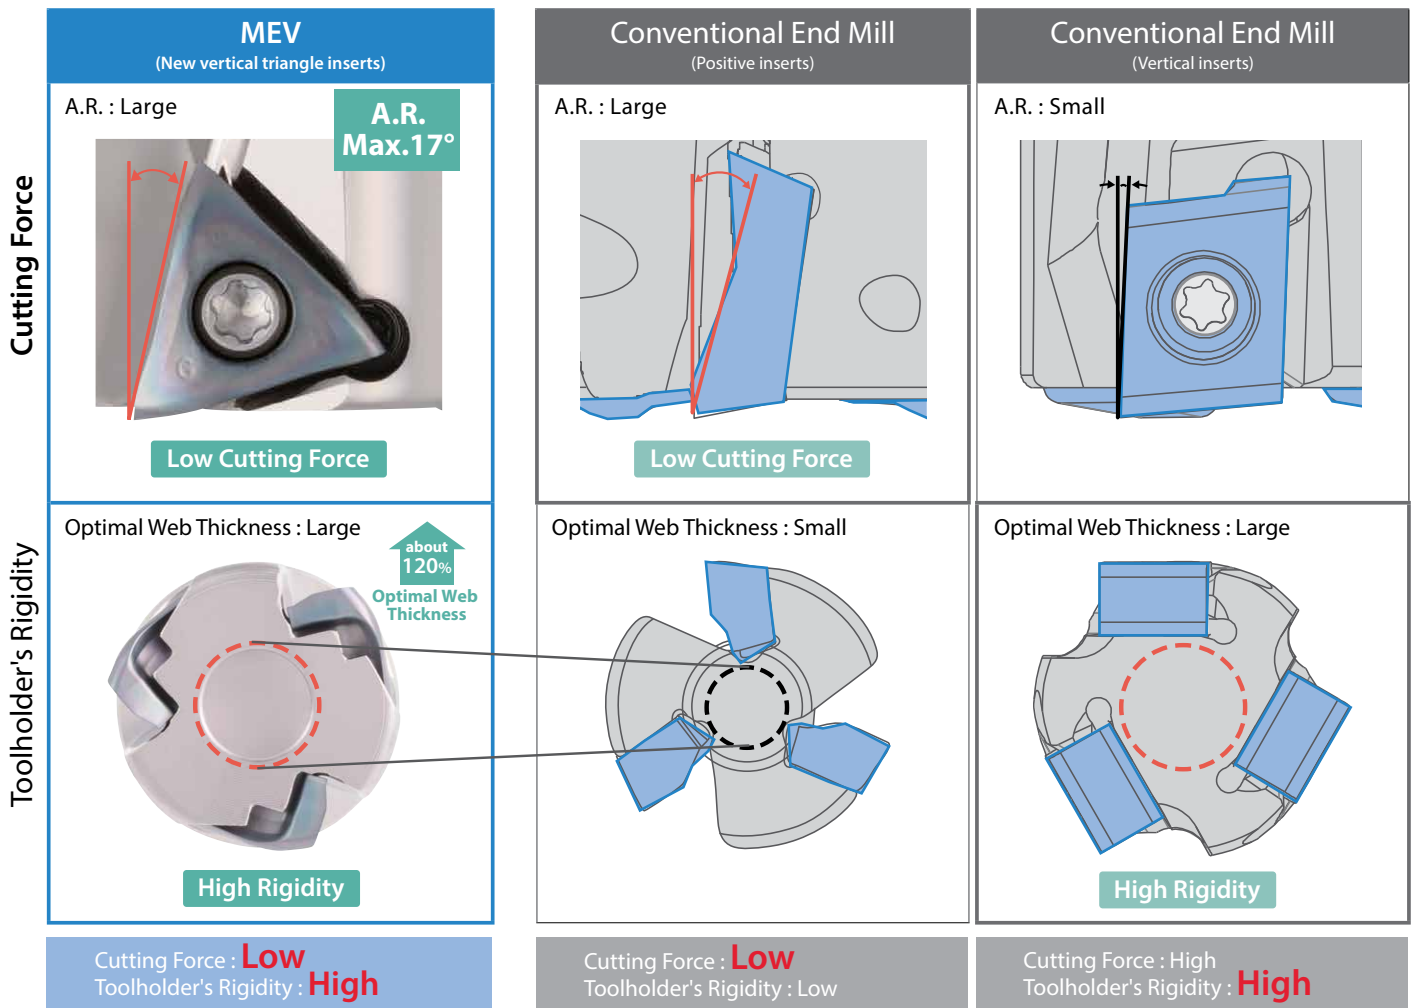 MEV
(New vertical triangle inserts)
Conventional End Mill
(Positive inserts)
Conventional End Mill
(Vertical inserts)
Cutting Force
A.R. : Large
A.R.
Max.17°
Low Cutting Force
A.R. : Large
Low Cutting Force
A.R. : Small
Toolholder's Rigidity
Optimal Web Thickness : Large
about
120%
Optimal Web
Thickness
High Rigidity
Optimal Web Thickness : Small
Optimal Web Thickness : Large
High Rigidity
Cutting Force : Low
Toolholder's Rigidity : High
Cutting Force : Low
Toolholder's Rigidity : Low
Cutting Force : High
Toolholder's Rigidity : High